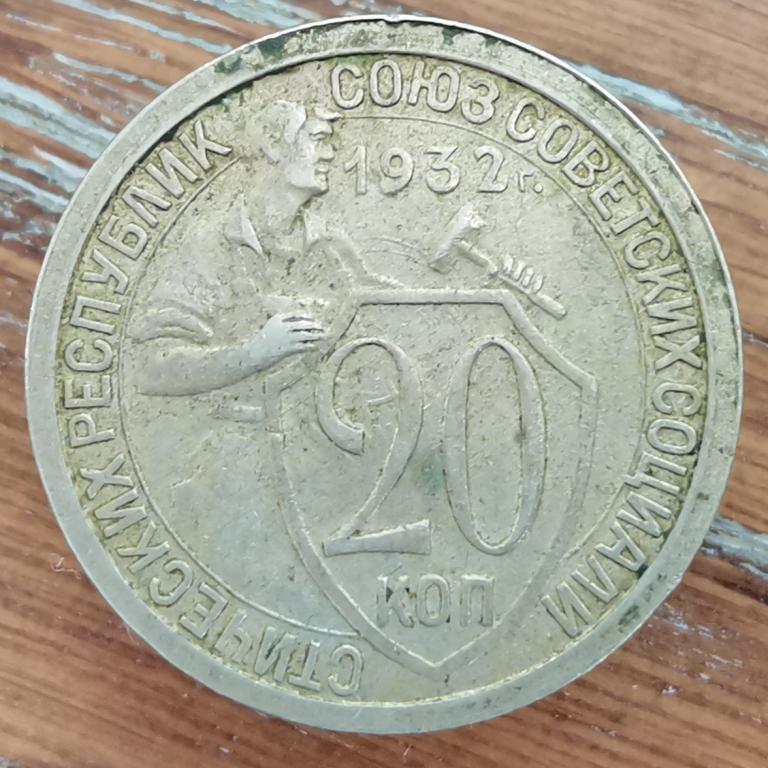 СОЮЗ СОВЕТСКИХ СОЦИАЛИСТИЧЕСКИХ РЕСПУБЛИК
1932 г.
20
КОП